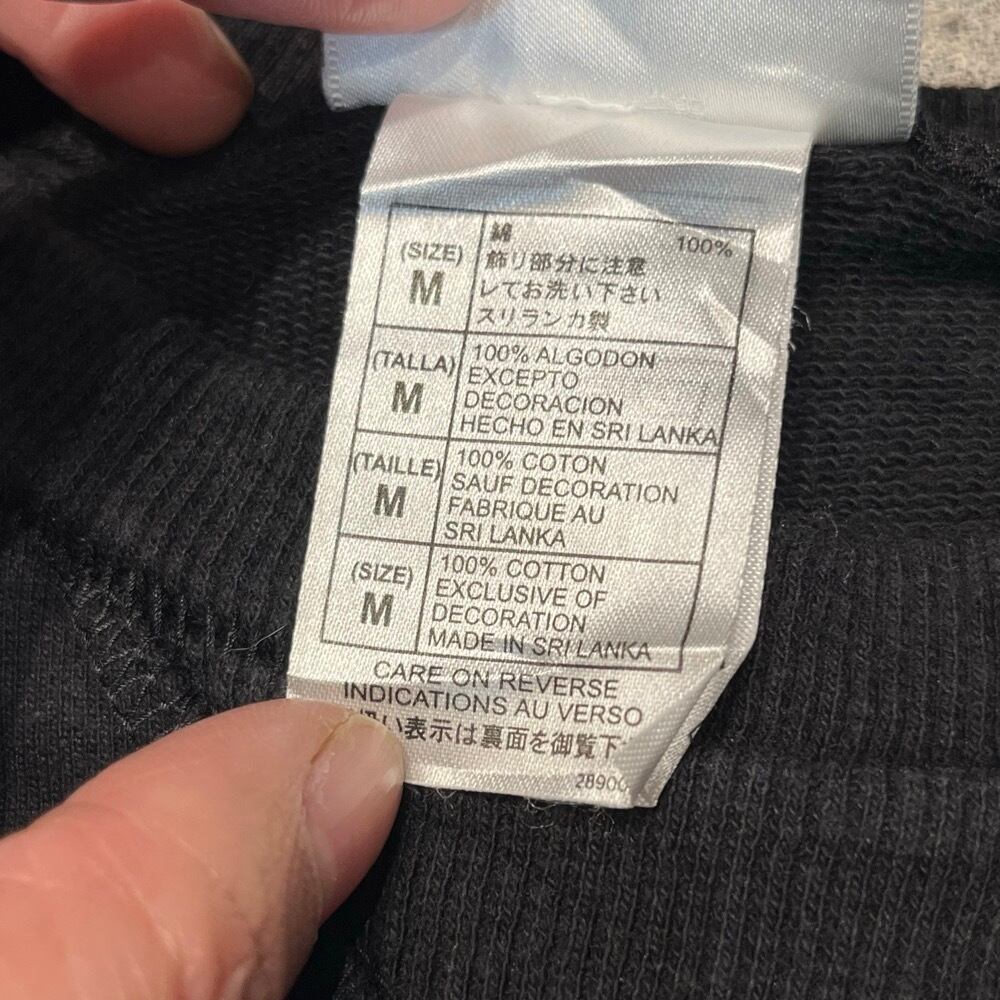 (SIZE)
M
綿 100%
飾り部分に注意
してお洗い下さい
スリランカ製
(TALLA)
M
100% ALGODON
EXCEPTO
DECORACION
HECHO EN SRI LANKA
(TAILLE)
M
100% COTON
SAUF DECORATION
FABRIQUE AU
SRI LANKA
(SIZE)
M
100% COTTON
EXCLUSIVE OF
DECORATION
MADE IN SRI LANKA
CARE ON REVERSE
INDICATIONS AU VERSO
扱い表示は裏面を御覧下